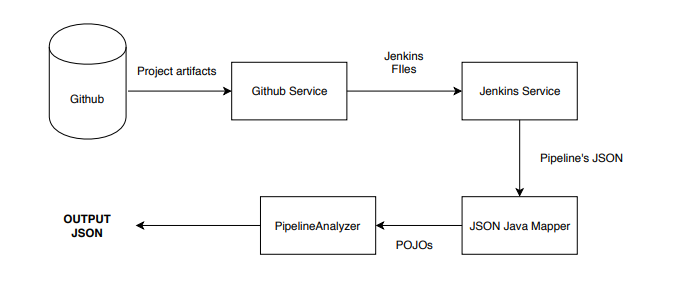 Project artifacts
Jenkins
FIles
Github
Github Service
Jenkins Service
Pipeline's JSON
OUTPUT
JSON
PipelineAnalyzer
JSON Java Mapper
POJOs